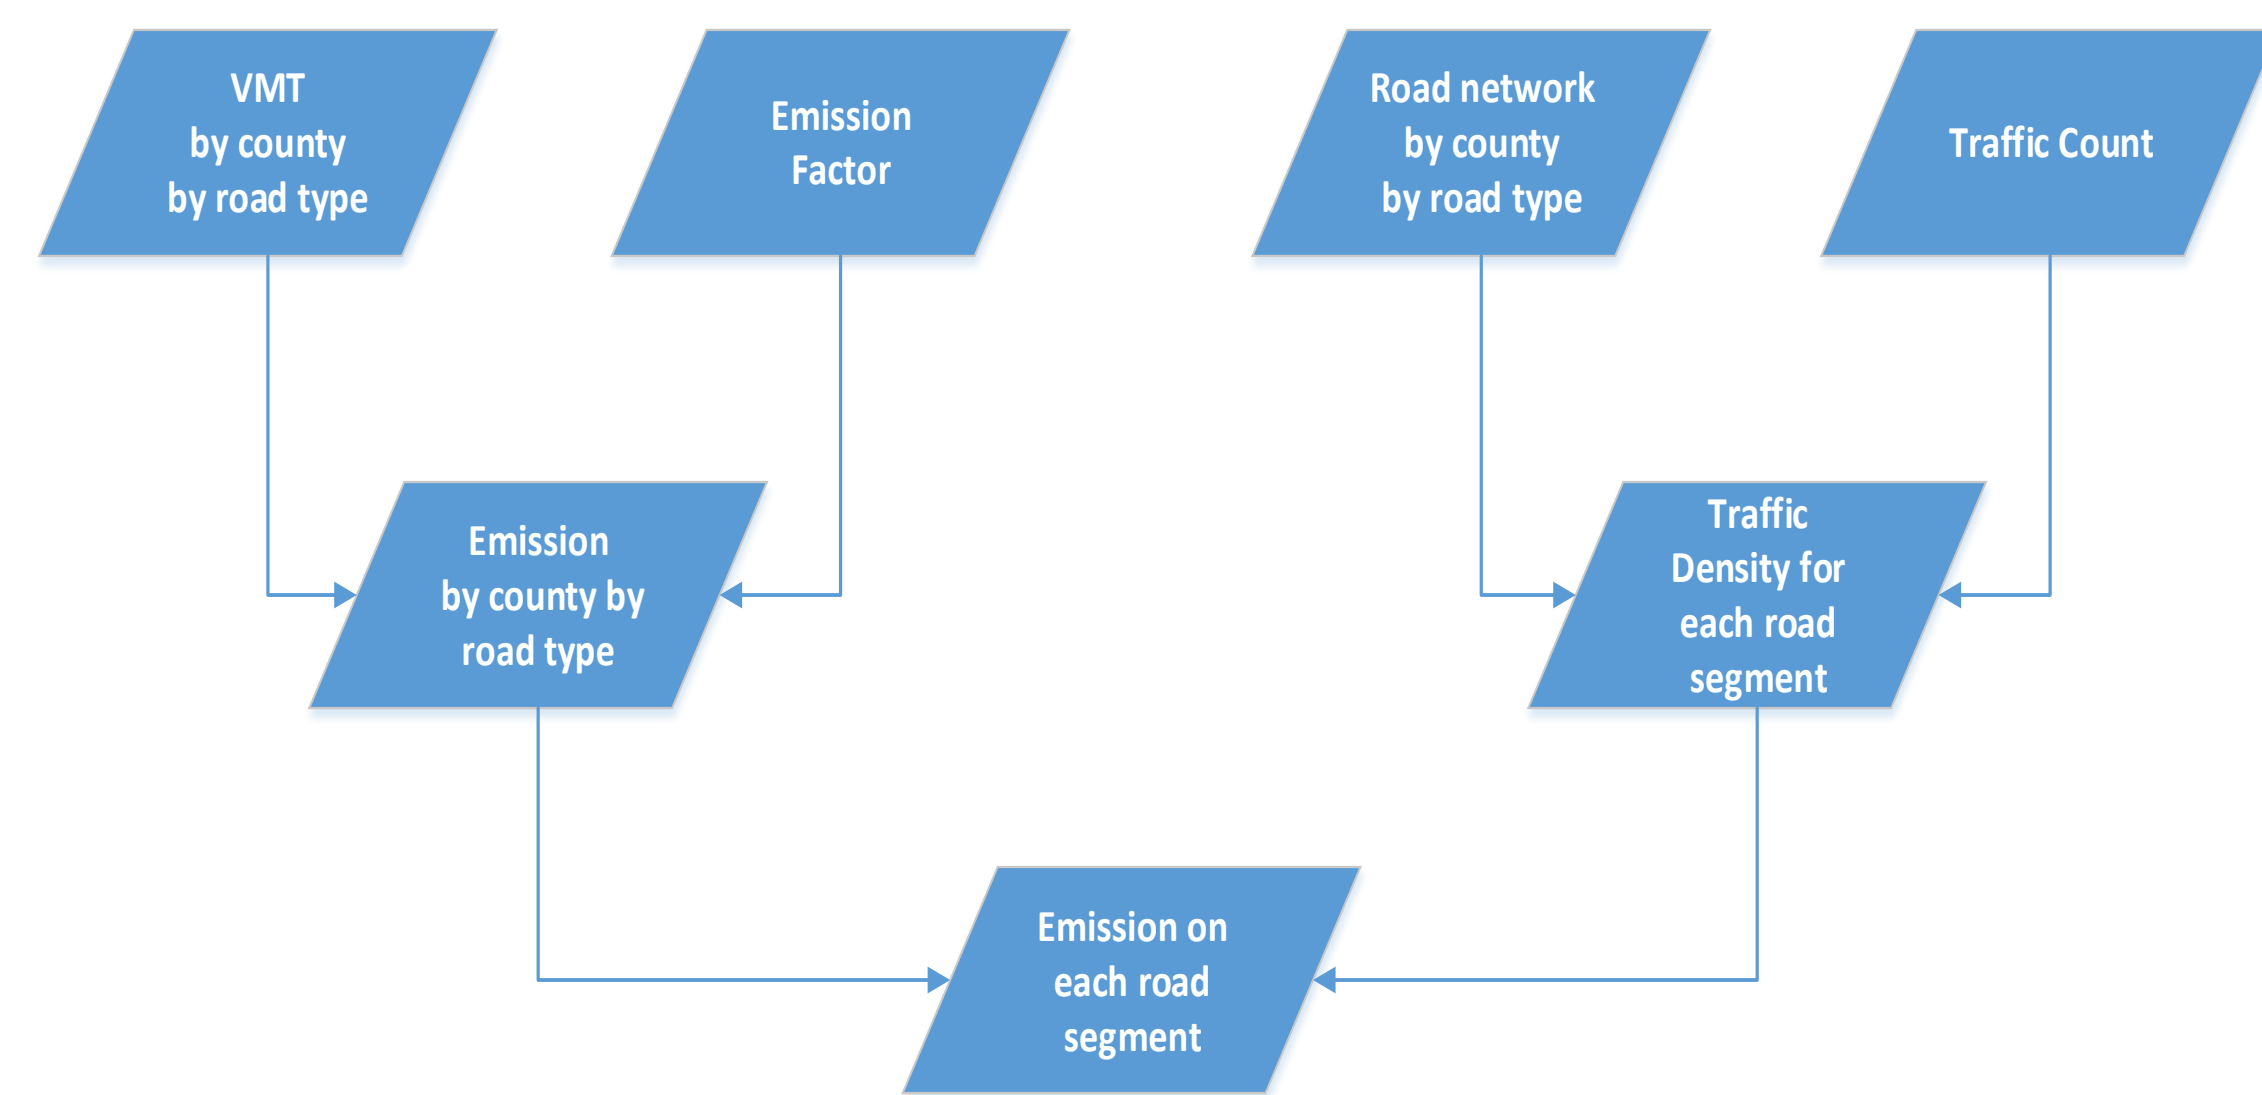 VMT
by county
by road type
Emission
Factor
Road network
by county
by road type
Traffic Count
Emission
by county by
road type
Traffic
Density for
each road
segment
Emission on
each road
segment